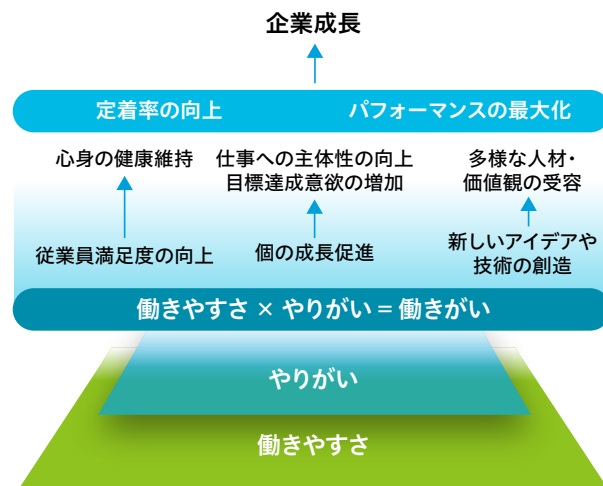 企業成長
定着率の向上
パフォーマンスの最大化
心身の健康維持
仕事への主体性の向上
目標達成意欲の増加
多様な人材・
価値観の受容
従業員満足度の向上
個の成長促進
新しいアイデアや
技術の創造
働きやすさ × やりがい = 働きがい
やりがい
働きやすさ